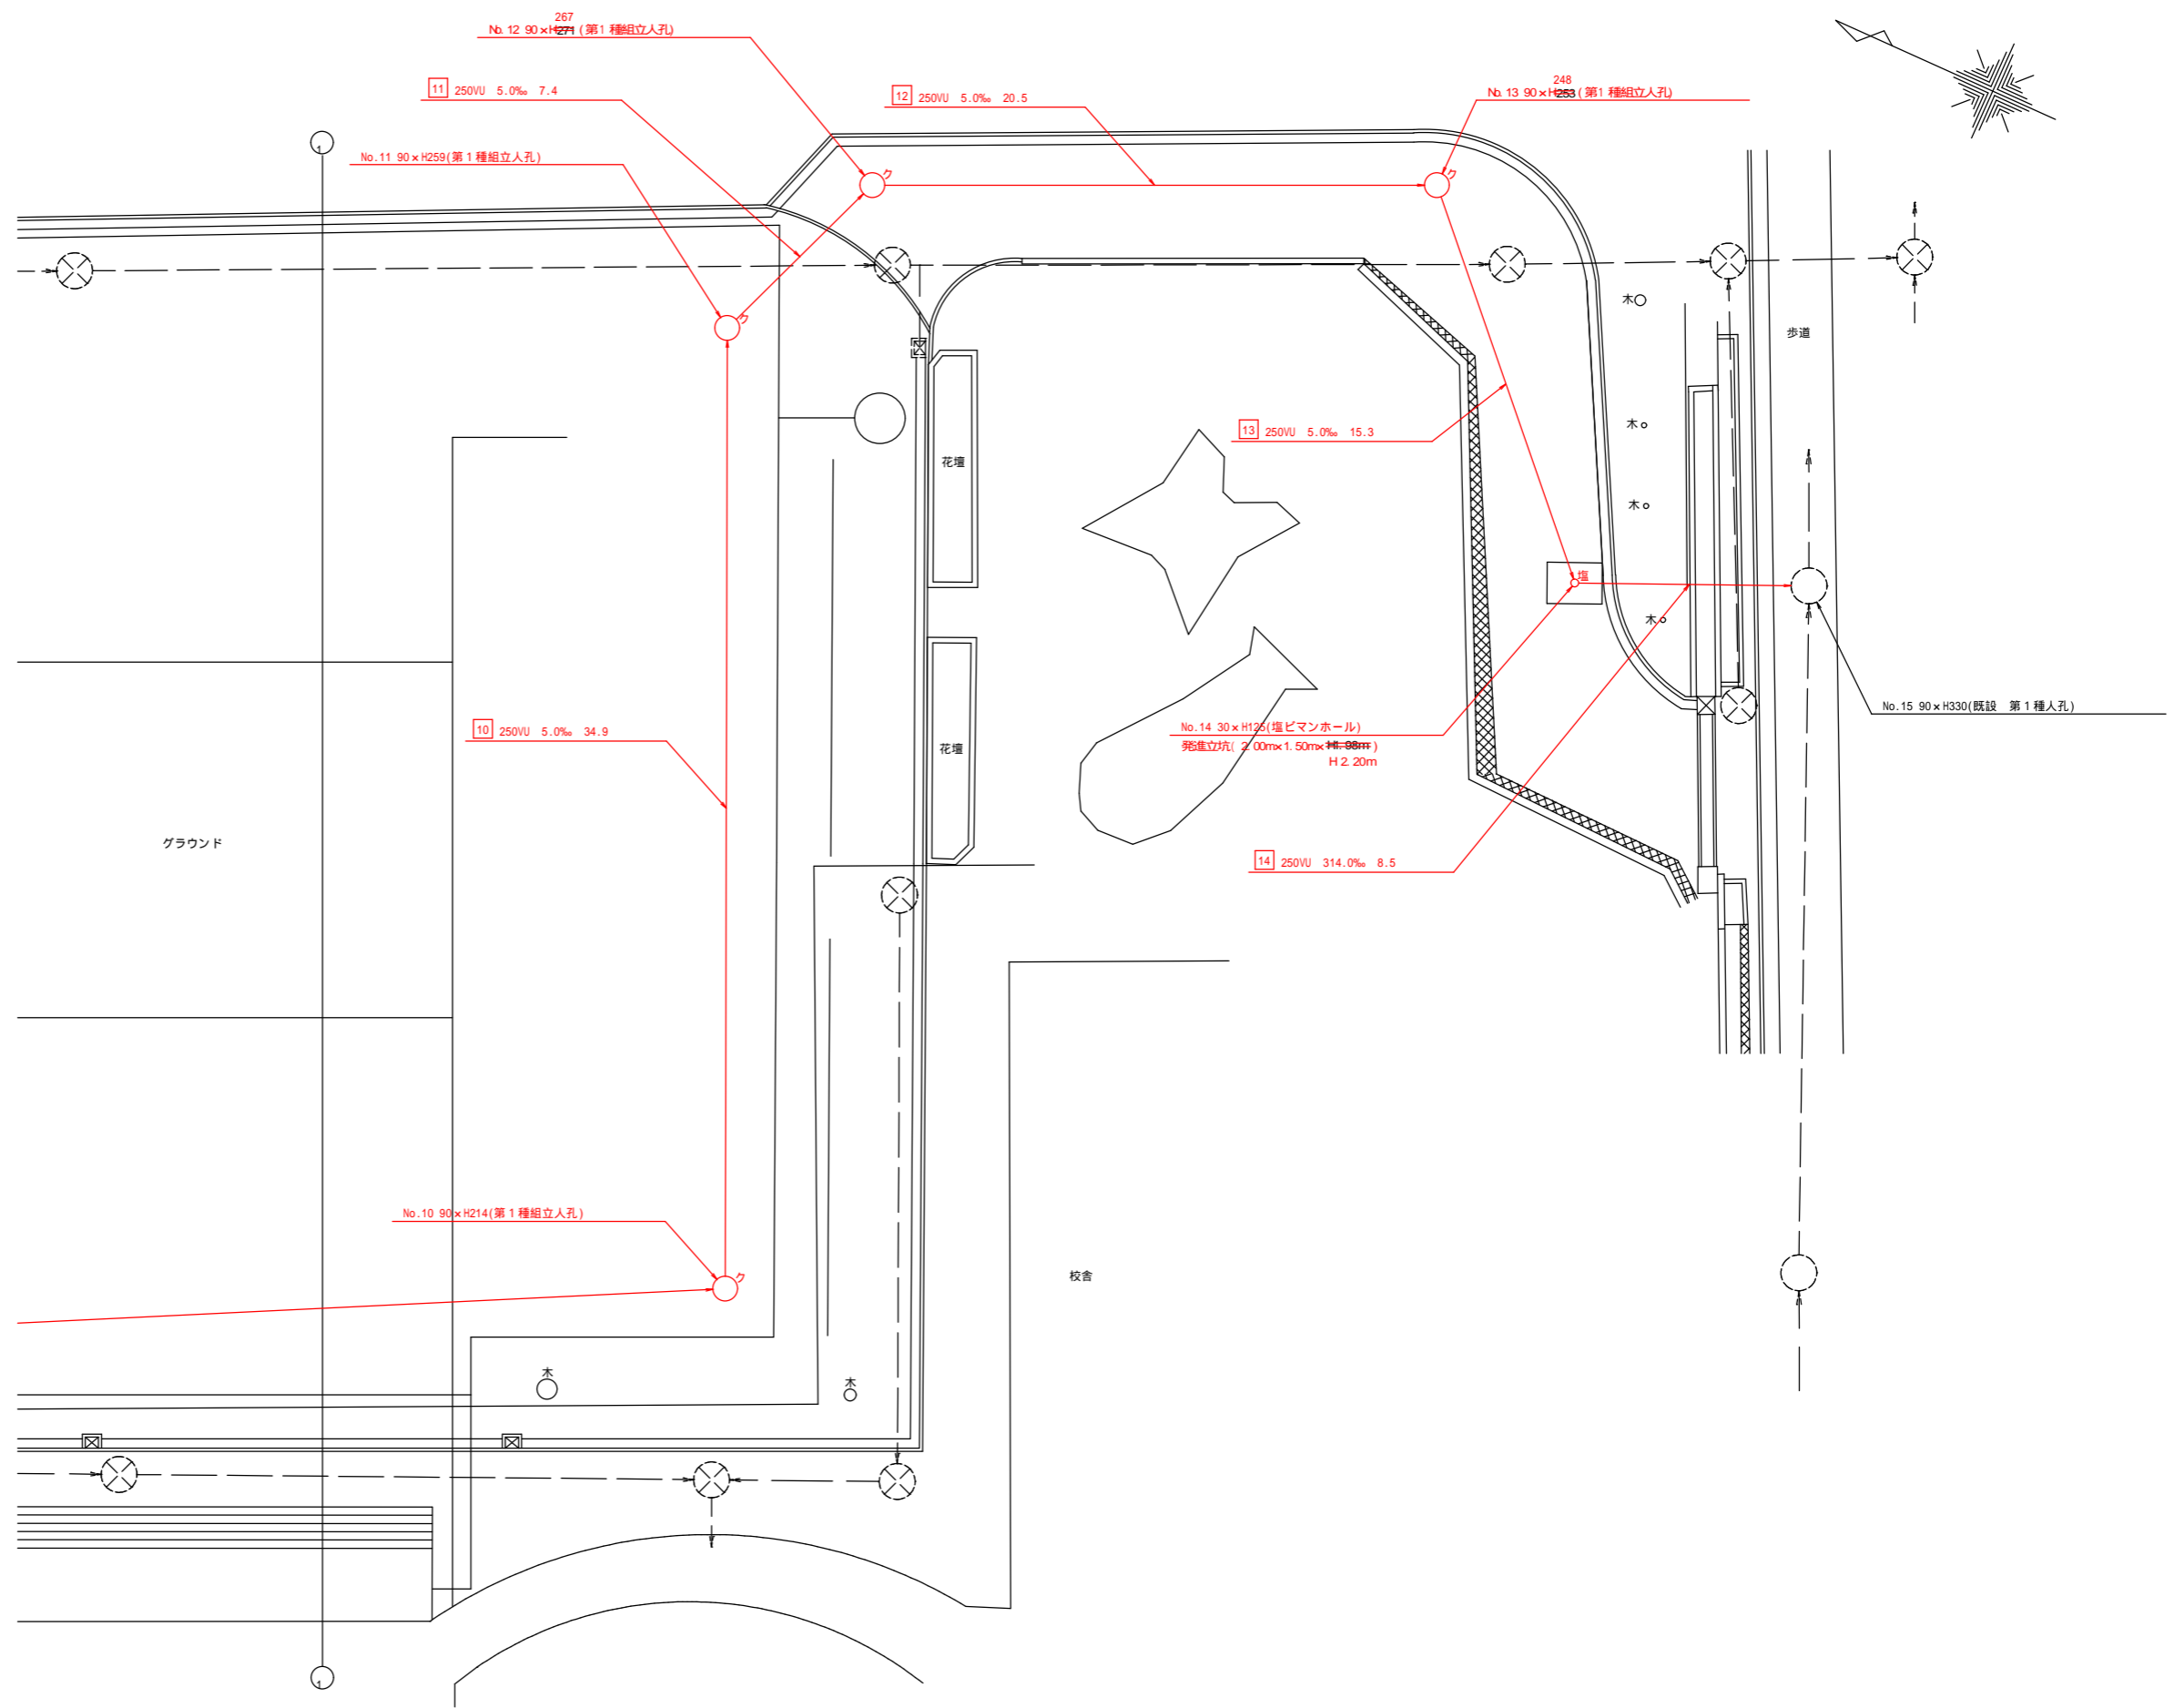 267
No. 12 90×H271 (第1種組立人孔)
11 250VU 5.0‰ 7.4
12 250VU 5.0‰ 20.5
248
No. 13 90×H253 (第1種組立人孔)
1
No.11 90×H259(第１種組立人孔)
ク
ク
ク
木
歩道
木
13 250VU 5.0‰ 15.3
花壇
木
塩
木
No.15 90×H330(既設 第１種人孔)
10 250VU 5.0‰ 34.9
No.14 30×H125(塩ビマンホール)
発進立坑( 2.00m×1.50m×H1.98m )
H 2.20m
花壇
グラウンド
14 250VU 314.0‰ 8.5
No.10 90×H214(第１種組立人孔)
ク
校舎
木
木
1